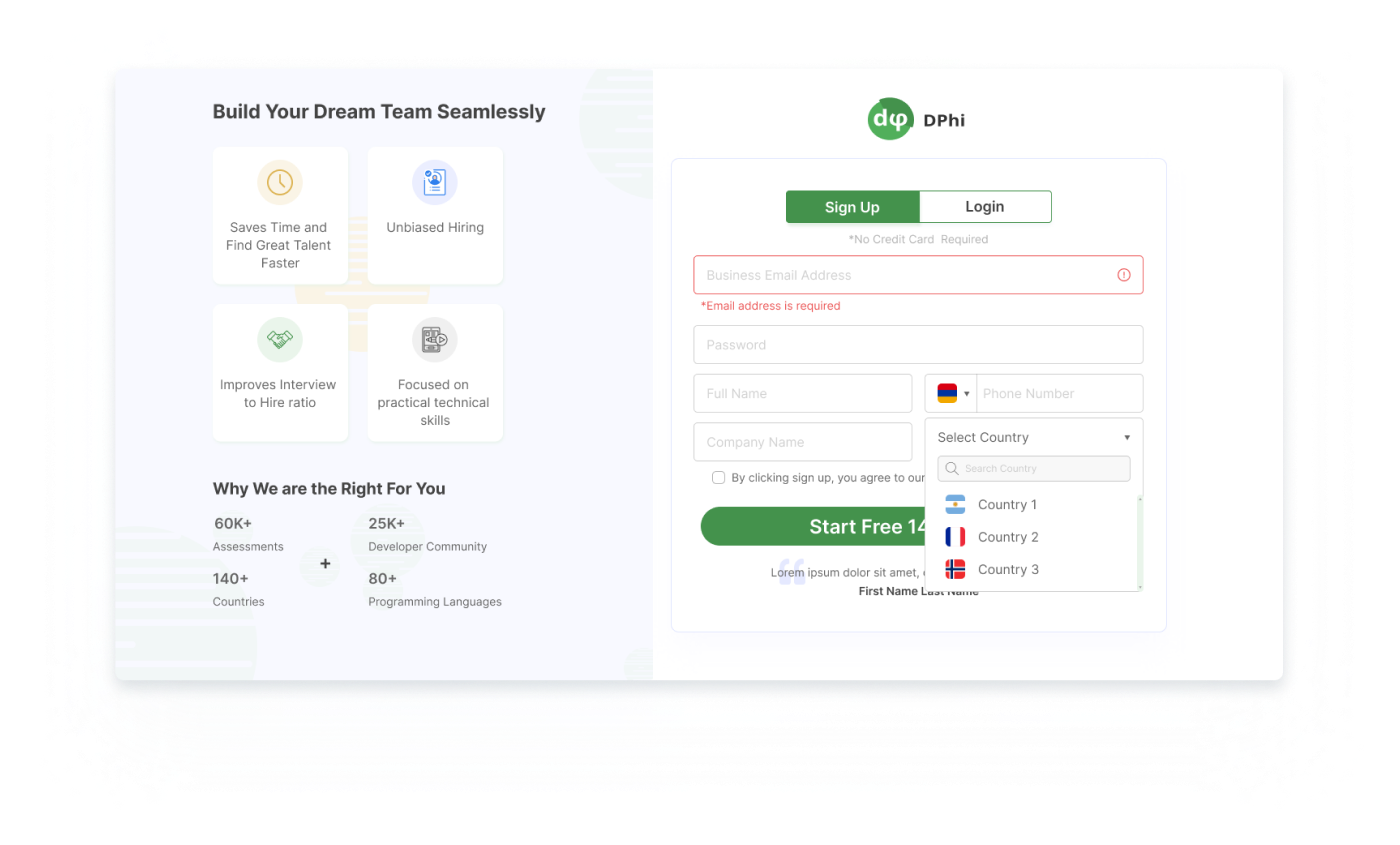 Build Your Dream Team Seamlessly
Saves Time and
Find Great Talent
Faster
Unbiased Hiring
Improves Interview
to Hire ratio
Focused on
practical technical
skills
Why We are the Right For You
60K+
Assessments
25K+
Developer Community
+
140+
Countries
80+
Programming Languages
dφ DPhi
Sign Up
Login
*No Credit Card Required
Business Email Address
*Email address is required
Password
Full Name
Phone Number
Company Name
Select Country
Search Country
Country 1
Country 2
Country 3
By clicking sign up, you agree to our
Start Free 14
Lorem ipsum dolor sit amet,
First Name Last Name